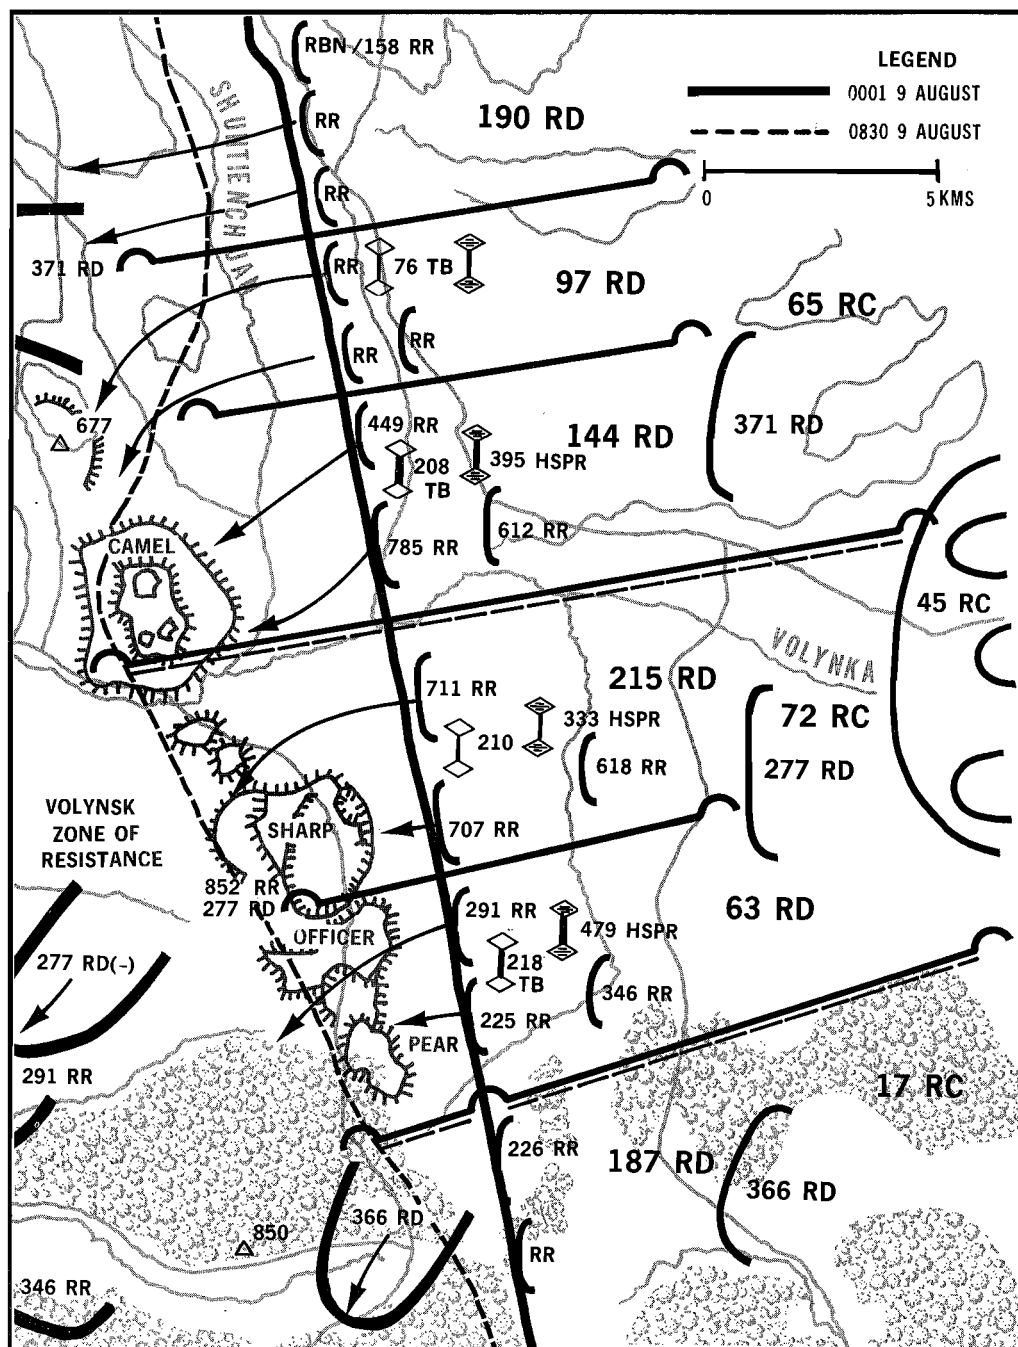 RBN/158 RR
LEGEND
0001 9 AUGUST
0830 9 AUGUST
0
5 KMS
190 RD
RR
SHUNTIENCH
RR
371 RD
RR
76 TB
97 RD
65 RC
RR
RR
677
449 RR
208
TB
395 HSPR
144 RD
371 RD
CAMEL
785 RR
612 RR
45 RC
VOLYNKA
711 RR
215 RD
72 RC
210
333 HSPR
618 RR
277 RD
VOLYNSK
ZONE OF
RESISTANCE
SHARP
707 RR
852 RR
277 RD
OFFICER
291 RR
63 RD
479 HSPR
277 RD(-)
218
TB
346 RR
225 RR
PEAR
291 RR
17 RC
226 RR
187 RD
366 RD
366 RD
850
RR
346 RR